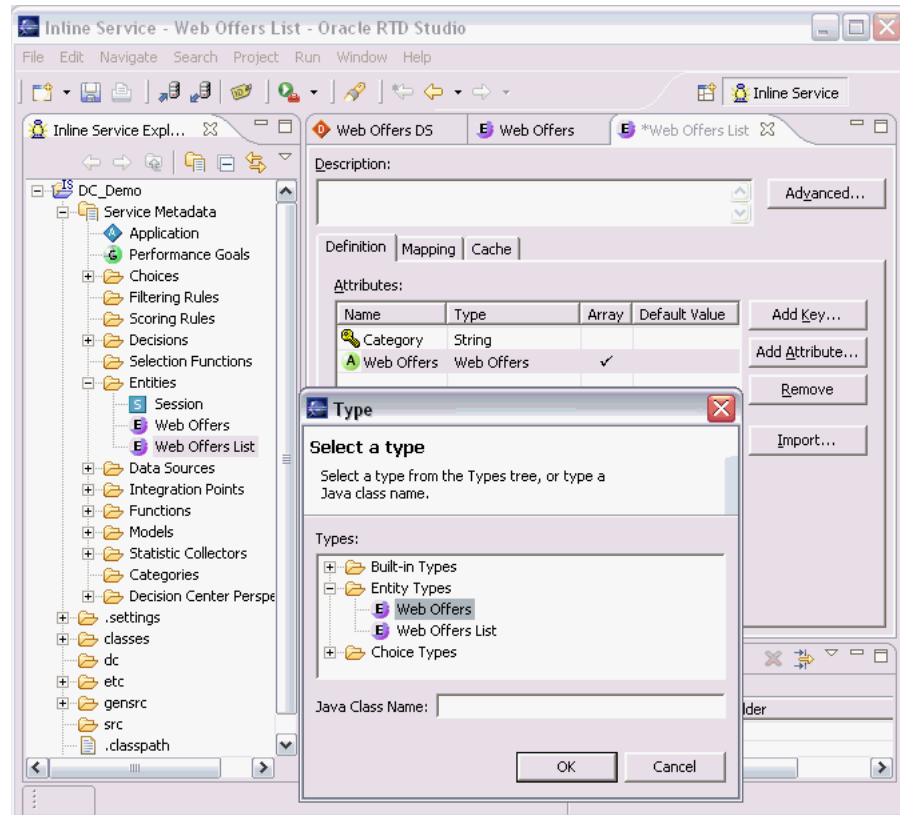 Inline Service - Web Offers List - Oracle RTD Studio
File Edit Navigate Search Project Run Window Help
Inline Service
Inline Service Expl...
Web Offers DS
Web Offers
*Web Offers List
DC_Demo
Service Metadata
Application
Performance Goals
Choices
Filtering Rules
Scoring Rules
Decisions
Selection Functions
Entities
Session
Web Offers
Web Offers List
Data Sources
Integration Points
Functions
Models
Statistic Collectors
Categories
Decision Center Perspe
.settings
classes
dc
etc
gensrc
src
.classpath
Description:
Advanced...
Definition Mapping Cache
Attributes:
Name Type Array Default Value
Category String
Web Offers Web Offers ✓
Add Key...
Add Attribute...
Remove
Import...
Type
Select a type
Select a type from the Types tree, or type a
Java class name.
Types:
Built-in Types
Entity Types
Web Offers
Web Offers List
Choice Types
Java Class Name:
OK Cancel
lder